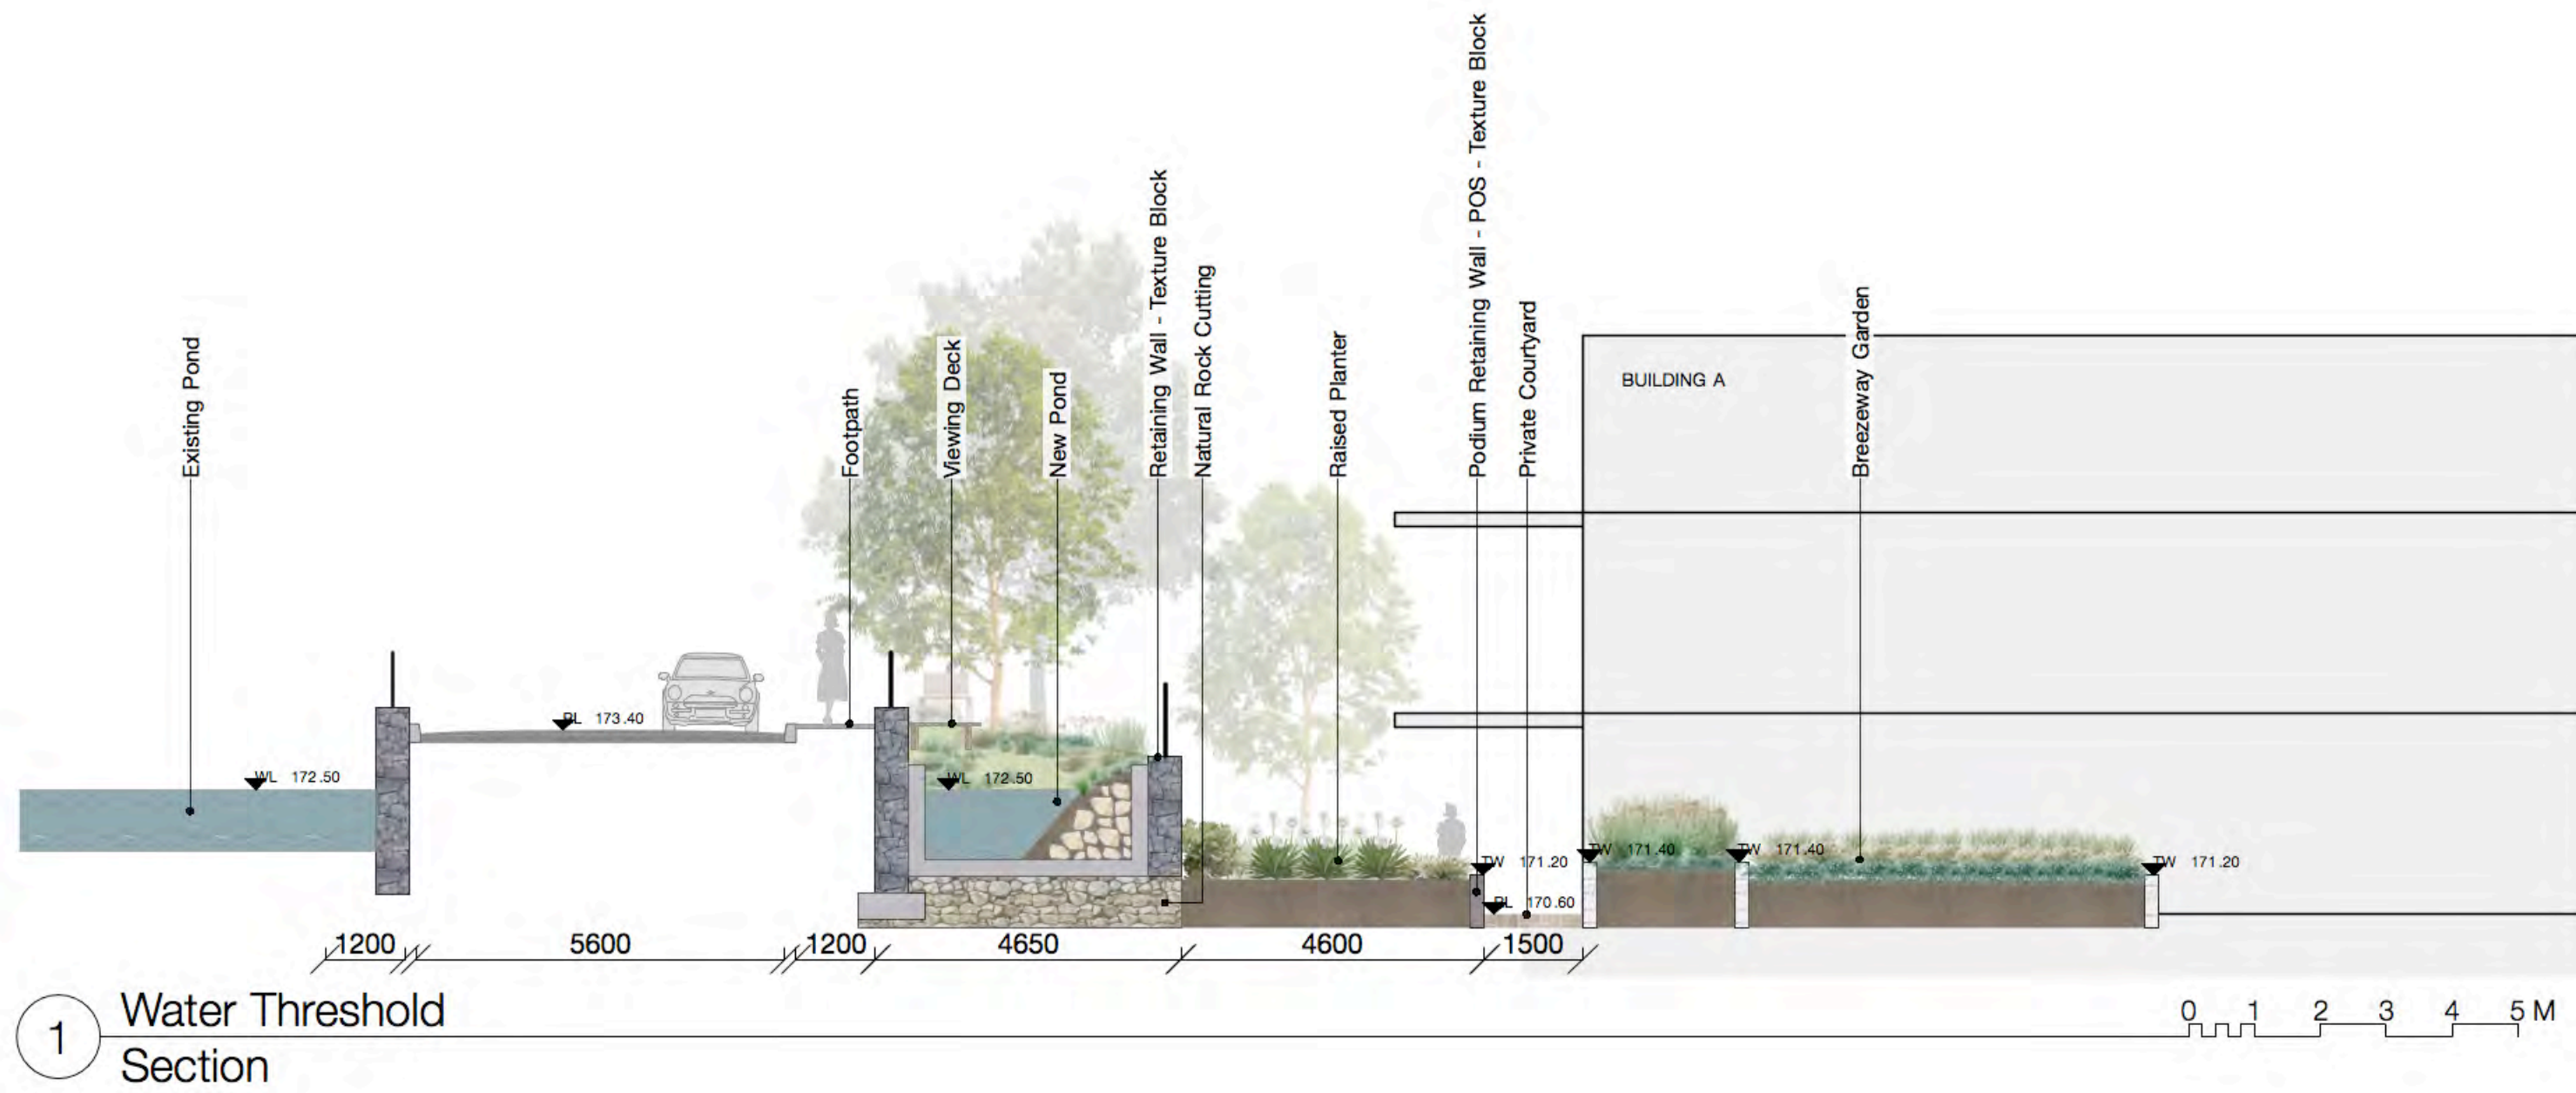 Podium Retaining Wall - POS - Texture Block
Retaining Wall - Texture Block
Natural Rock Cutting
Existing Pond
Footpath
Viewing Deck
New Pond
Raised Planter
Private Courtyard
Breezeway Garden
BUILDING A
RL 173.40
WL 172.50
WL 172.50
TW 171.20
TW 171.40
TW 171.40
TW 171.20
RL 170.60
1200
5600
1200
4650
4600
1500
1
Water Threshold
Section
0 1 2 3 4 5 M